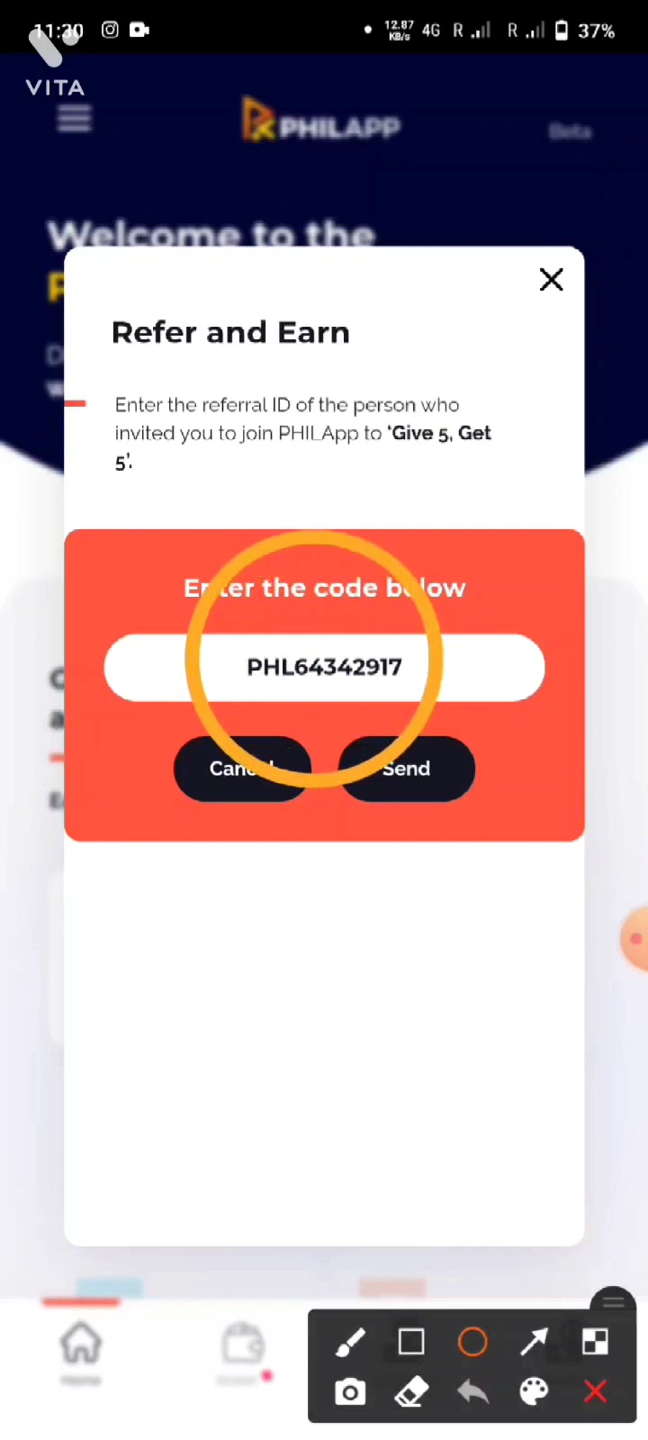 11:30
12.87 KB/s 4G R R 37%
VITA
PHILAPP
Beta
Welcome to the
Refer and Earn
Enter the referral ID of the person who
invited you to join PHILApp to ‘Give 5, Get
5’.
Enter the code below
PHL64342917
Cancel Send
Home